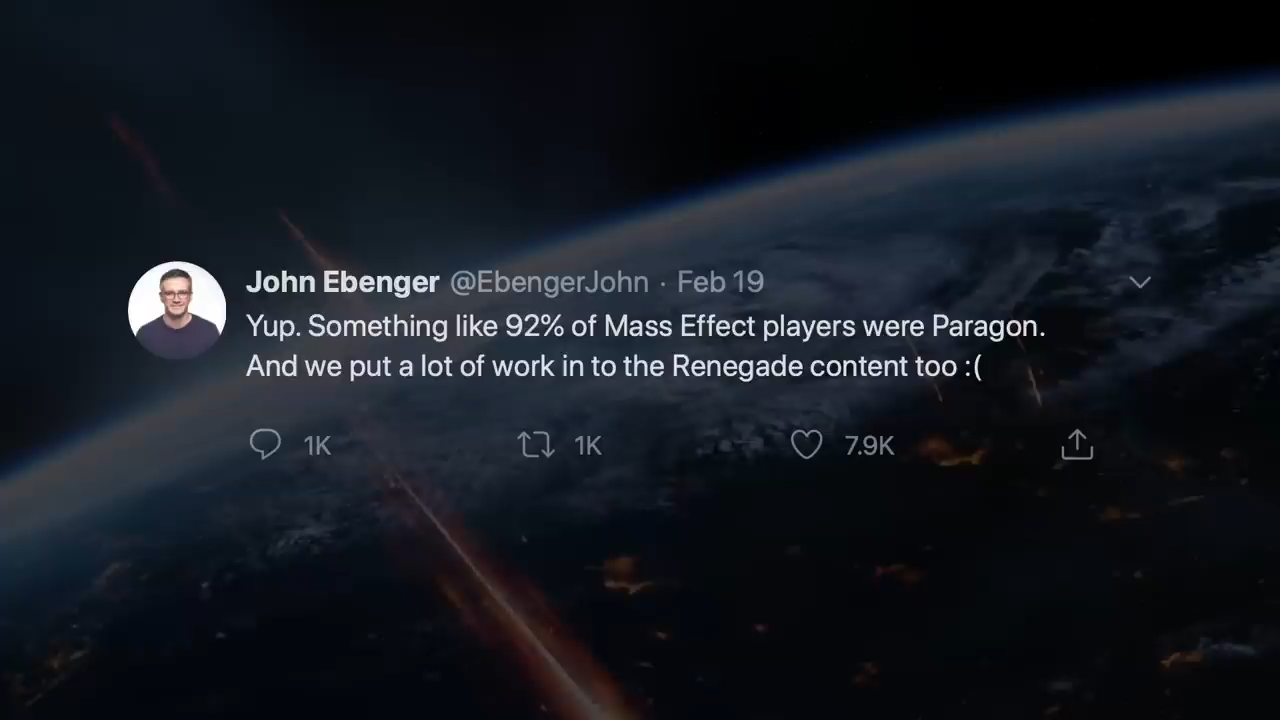 John Ebenger @EbengerJohn · Feb 19
Yup. Something like 92% of Mass Effect players were Paragon.
And we put a lot of work in to the Renegade content too :(
1K 1K 7.9K